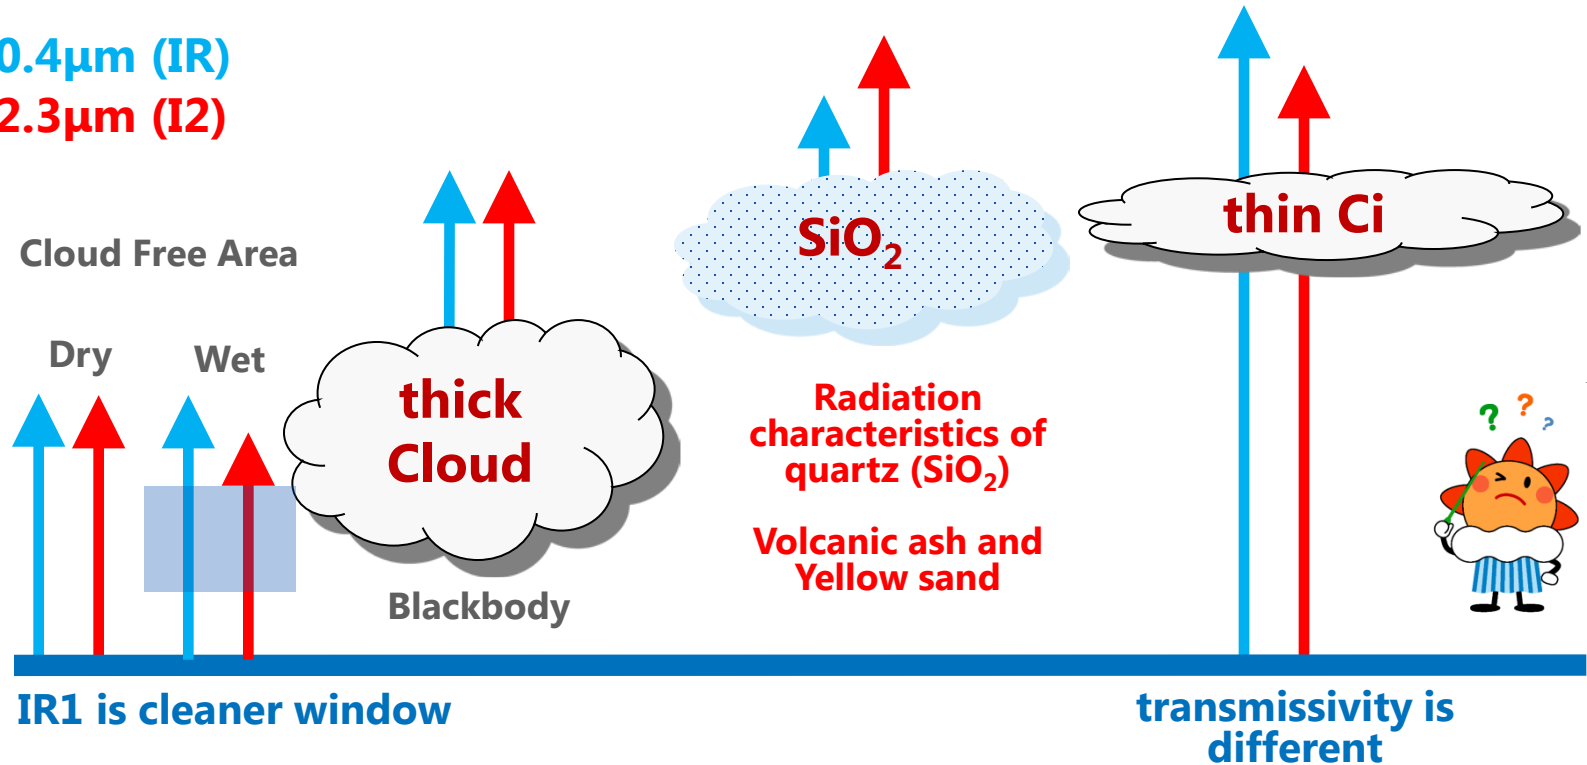 0.4μm (IR)
2.3μm (I2)
Cloud Free Area
Dry
Wet
thick
Cloud
Blackbody
SiO₂
Radiation
characteristics of
quartz (SiO₂)
Volcanic ash and
Yellow sand
thin Ci
? ? ?
IR1 is cleaner window
transmissivity is
different